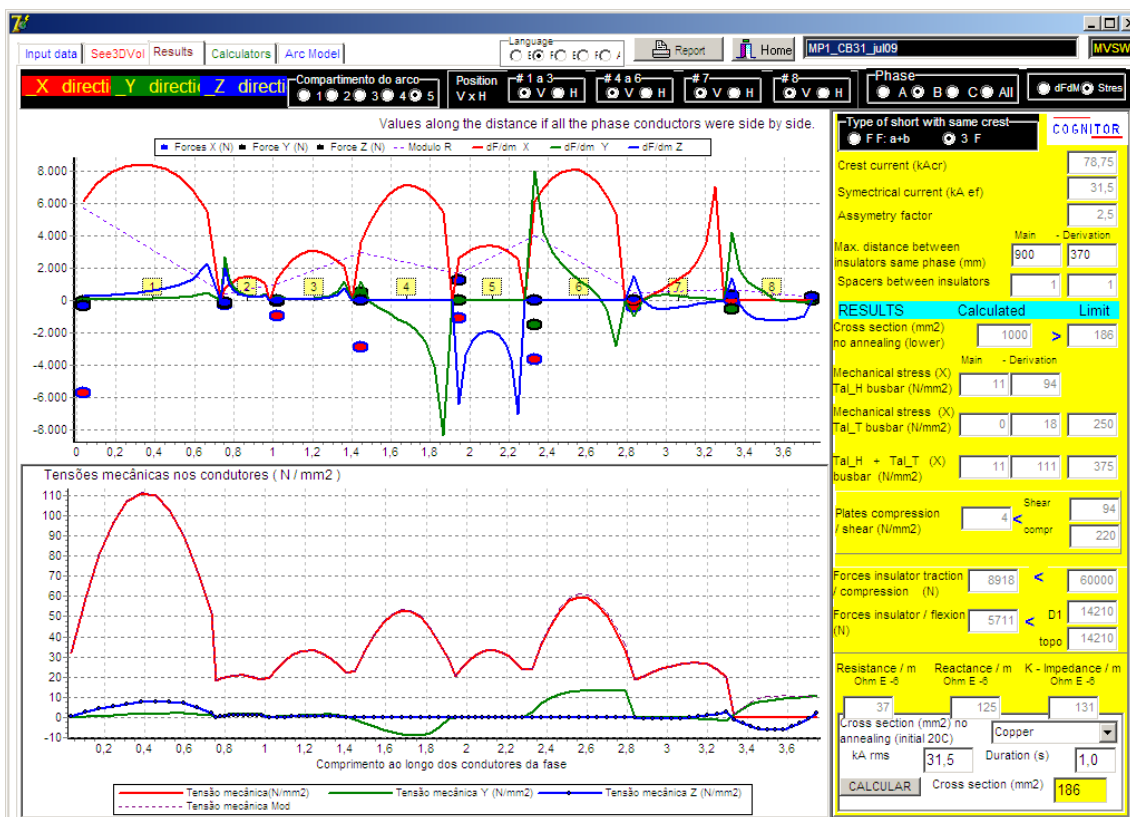 Input data See3DVol Results Calculators Arc Model
Language
Report Home MP1_CB31_jul09 MVSW
_X directi _Y directi _Z directi
Compartimento do arco
1 2 3 4 5
Position V x H
# 1 a 3
V H
# 4 a 6
V H
# 7
V H
# 8
V H
Phase
A B C All
dFdM Stres
Values along the distance if all the phase conductors were side by side.
Forces X (N) Force Y (N) Force Z (N) Modulo R dF/dm X dF/dm Y dF/dm Z
8.000
6.000
4.000
2.000
0
-2.000
-4.000
-6.000
-8.000
1 2 3 4 5 6 7 8
0 0,2 0,4 0,6 0,8 1 1,2 1,4 1,6 1,8 2 2,2 2,4 2,6 2,8 3 3,2 3,4 3,6
Tensões mecânicas nos condutores ( N / mm2 )
110
100
90
80
70
60
50
40
30
20
10
0
-10
0,2 0,4 0,6 0,8 1 1,2 1,4 1,6 1,8 2 2,2 2,4 2,6 2,8 3 3,2 3,4 3,6
Comprimento ao longo dos condutores da fase
Tensão mecânica(N/mm2) Tensão mecânica Y (N/mm2) Tensão mecânica Z (N/mm2)
Tensão mecânica Mod
Type of short with same crest
F F: a+b 3 F
COGNITOR
Crest current (kAcr) 78,75
Symectrical current (kA ef) 31,5
Assymetry factor 2,5
Main - Derivation
Max. distance between
insulators same phase (mm) 900 370
Spacers between insulators 1 1
RESULTS Calculated Limit
Cross section (mm2)
no annealing (lower) 1000 > 186
Main - Derivation
Mechanical stress (X)
Tal_H busbar (N/mm2) 11 94
Mechanical stress (X)
Tal_T busbar (N/mm2) 0 18 250
Tal_H + Tal_T (X)
busbar (N/mm2) 11 111 375
Plates compression
/ shear (N/mm2) 4 < Shear 94
compr 220
Forces insulator traction
/ compression (N) 8918 < 60000
Forces insulator / flexion
(N) 5711 < D1 14210
topo 14210
Resistance / m Reactance / m K - Impedance / m
Ohm E -6 Ohm E -6 Ohm E -6
37 125 131
Cross section (mm2) no
annealing (initial 20C) Copper
kA rms 31,5 Duration (s) 1,0
CALCULAR Cross section (mm2) 186